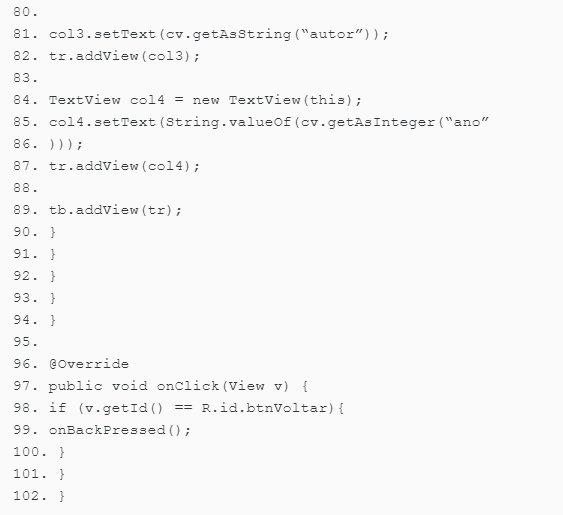 80.
81. col3.setText(cv.getAsString(“autor”));
82. tr.addView(col3);
83.
84. TextView col4 = new TextView(this);
85. col4.setText(String.valueOf(cv.getAsInteger(“ano”
86. )));
87. tr.addView(col4);
88.
89. tb.addView(tr);
90. }
91. }
92. }
93. }
94. }
95.
96. @Override
97. public void onClick(View v) {
98. if (v.getId() == R.id.btnVoltar){
99. onBackPressed();
100. }
101. }
102. }